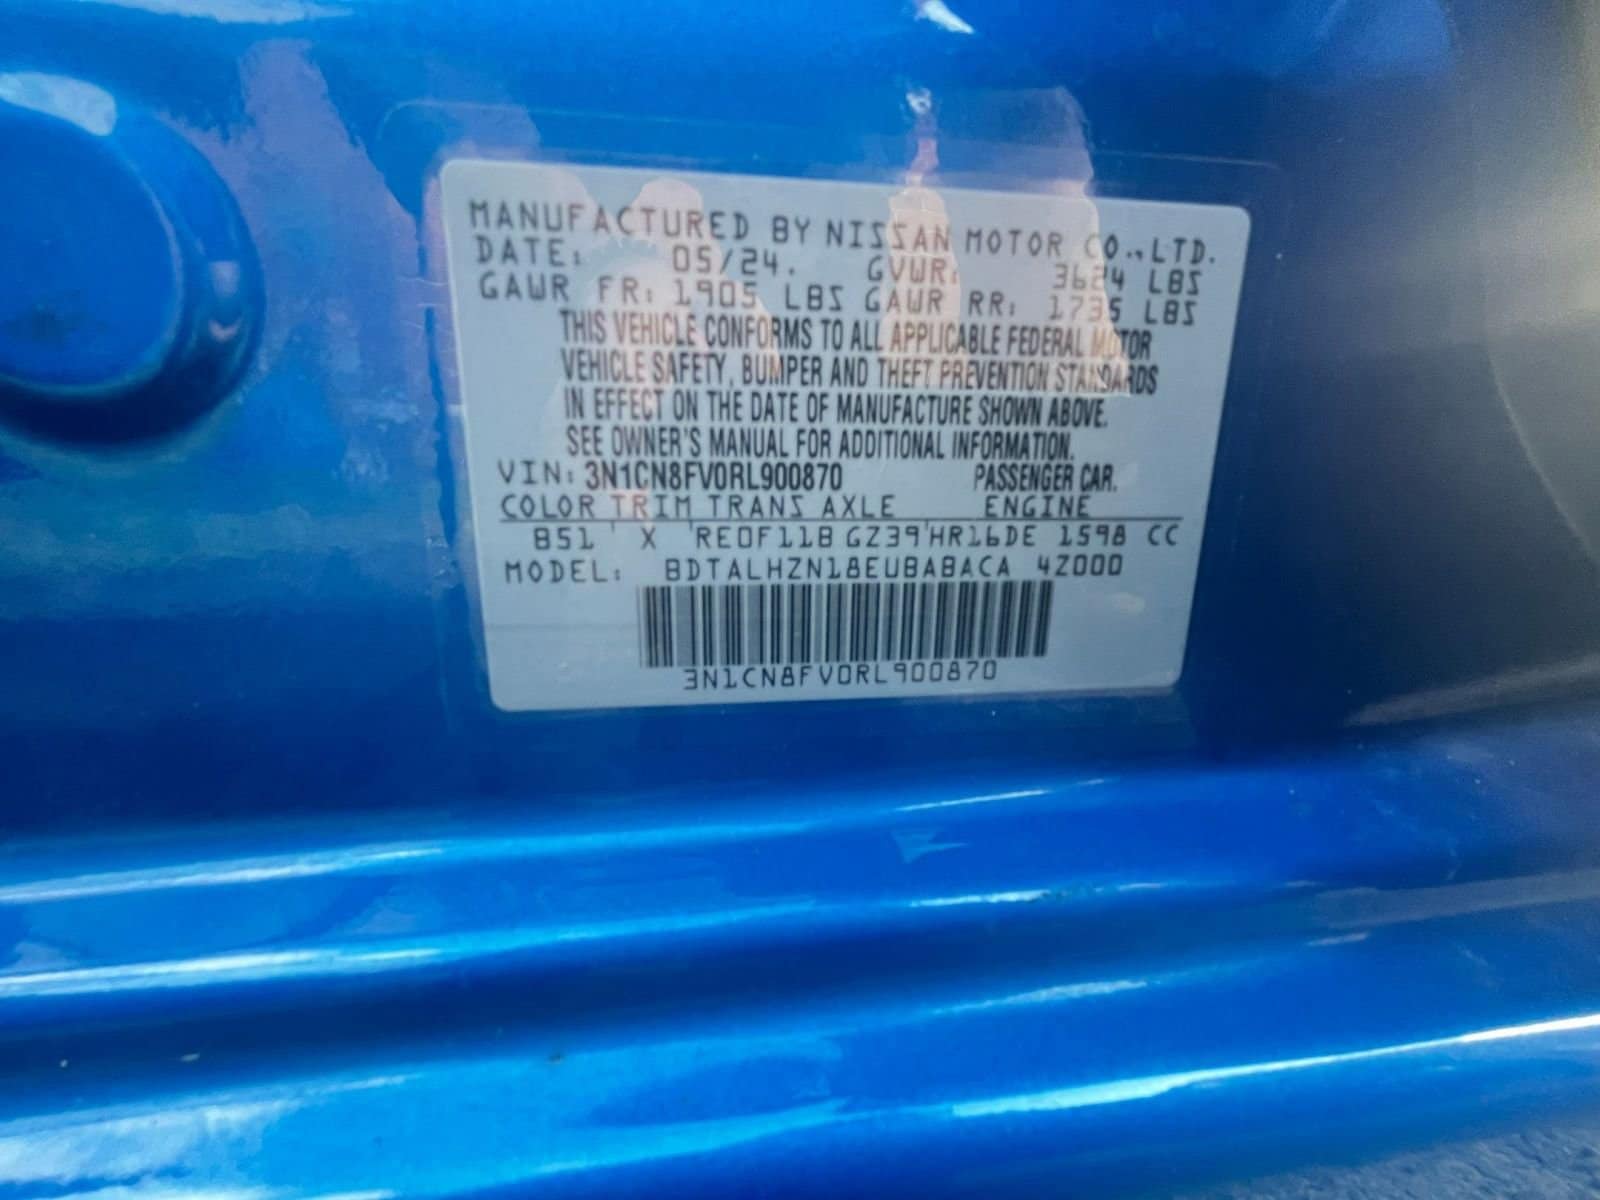 MANUFACTURED BY NISSAN MOTOR CO.,LTD.
DATE: 05/24. GVWR: 3624 LBS
GAWR FR: 1905 LBS GAWR RR: 1735 LBS
THIS VEHICLE CONFORMS TO ALL APPLICABLE FEDERAL MOTOR
VEHICLE SAFETY, BUMPER AND THEFT PREVENTION STANDARDS
IN EFFECT ON THE DATE OF MANUFACTURE SHOWN ABOVE.
SEE OWNER'S MANUAL FOR ADDITIONAL INFORMATION.
VIN: 3N1CN8FV0RL900870 PASSENGER CAR.
COLOR TRIM TRANS AXLE ENGINE
B51 X RE0F11B GZ39 HR16DE 1598 CC
MODEL: BDTALHZN18EUBABACA 4Z000
3N1CN8FV0RL900870